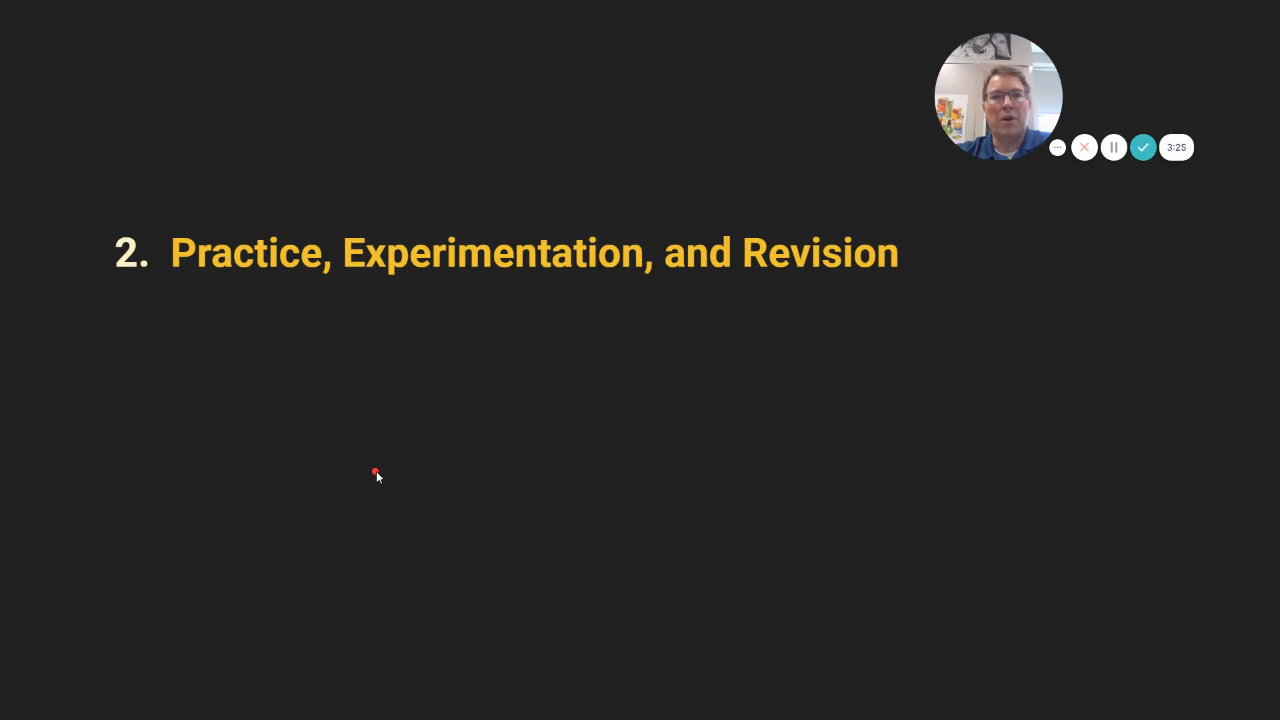 3:25
2. Practice, Experimentation, and Revision